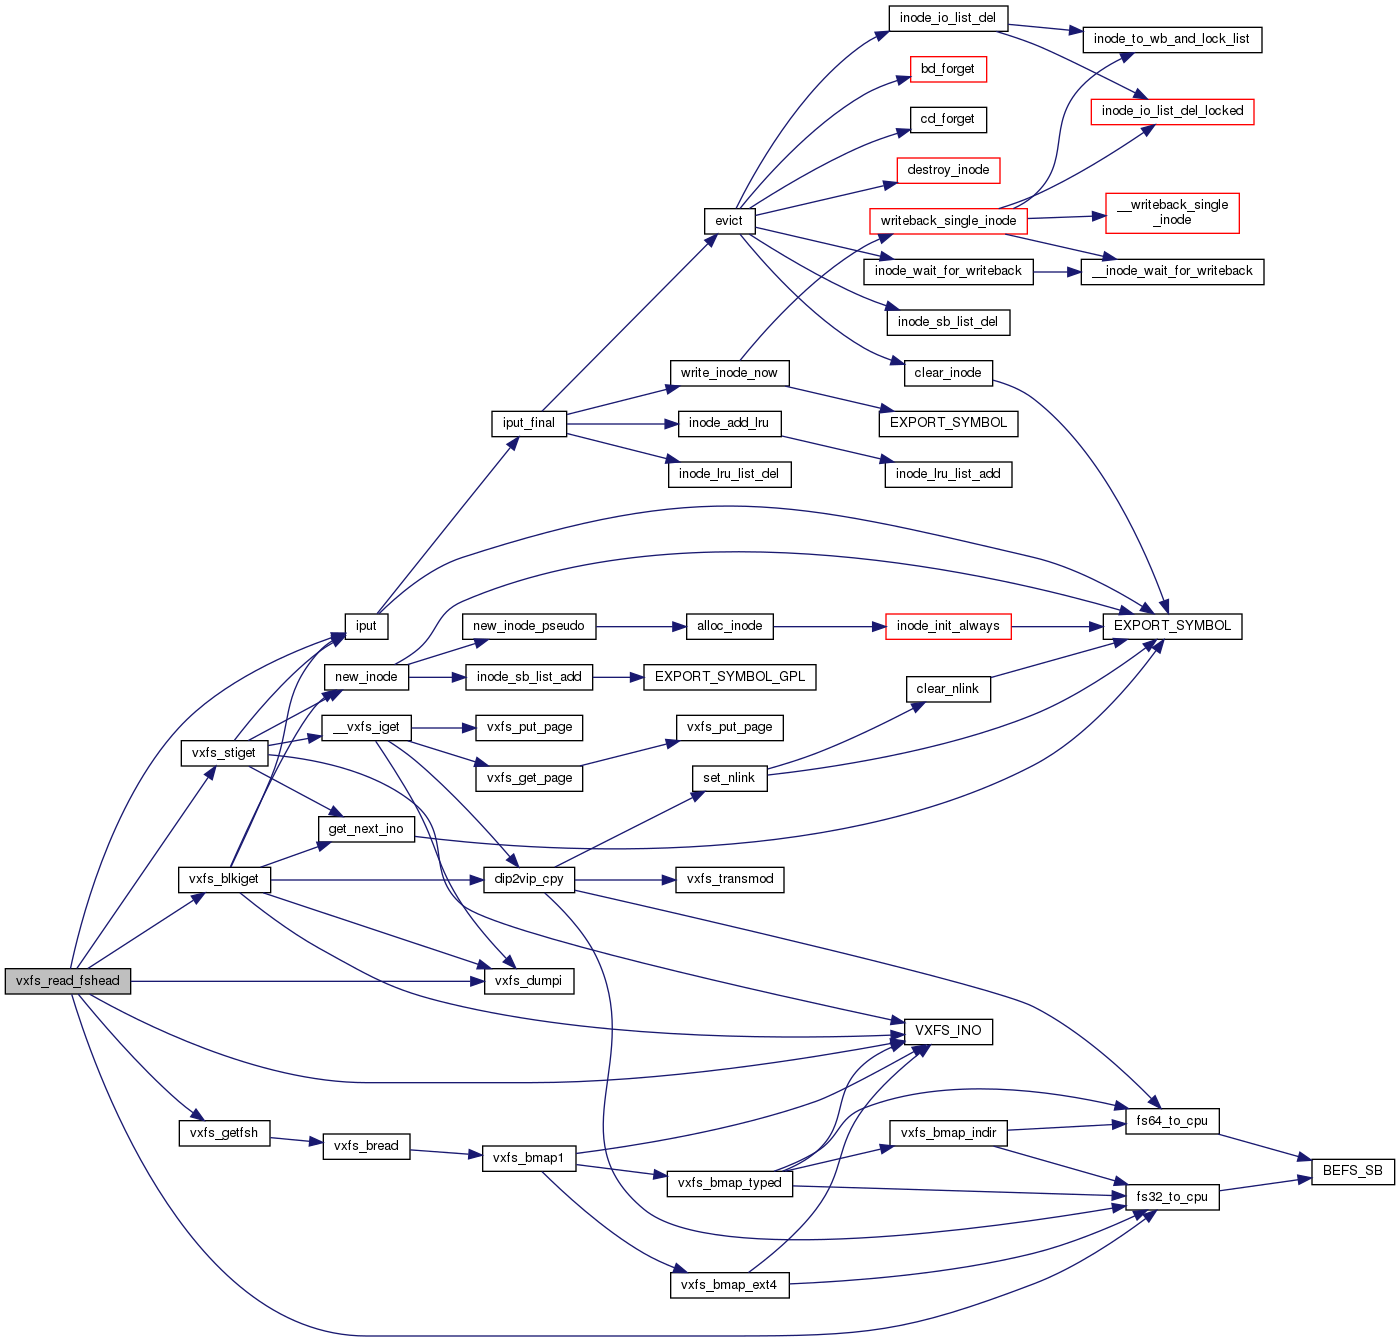 inode_io_list_del
inode_to_wb_and_lock_list
bd_forget
inode_io_list_del_locked
cd_forget
destroy_inode
evict
writeback_single_inode
__writeback_single
_inode
inode_wait_for_writeback
__inode_wait_for_writeback
inode_sb_list_del
write_inode_now
clear_inode
iput_final
inode_add_lru
EXPORT_SYMBOL
inode_lru_list_del
inode_lru_list_add
iput
new_inode_pseudo
alloc_inode
inode_init_always
EXPORT_SYMBOL
new_inode
inode_sb_list_add
EXPORT_SYMBOL_GPL
clear_nlink
__vxfs_iget
vxfs_put_page
vxfs_put_page
vxfs_stiget
vxfs_get_page
set_nlink
get_next_ino
vxfs_blkiget
dip2vip_cpy
vxfs_transmod
vxfs_read_fshead
vxfs_dumpi
VXFS_INO
vxfs_getfsh
vxfs_bread
vxfs_bmap1
vxfs_bmap_indir
fs64_to_cpu
vxfs_bmap_typed
fs32_to_cpu
BEFS_SB
vxfs_bmap_ext4